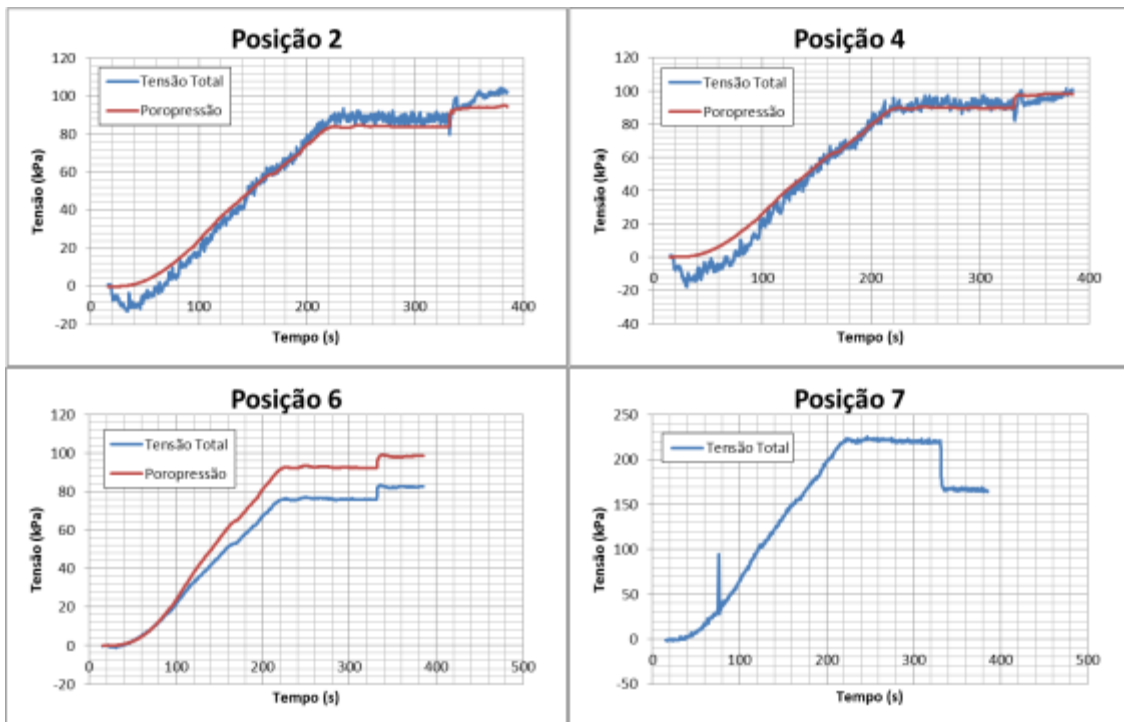 Posição 2
Tensão Total
Poropressão
Tensão (kPa)
120
100
80
60
40
20
0
-20
0
100
200
300
400
Tempo (s)
Posição 4
Tensão Total
Poropressão
Tensão (kPa)
120
100
80
60
40
20
0
-20
-40
0
100
200
300
400
Tempo (s)
Posição 6
Tensão Total
Poropressão
Tensão (kPa)
120
100
80
60
40
20
0
-20
0
100
200
300
400
500
Tempo (s)
Posição 7
Tensão Total
Tensão (kPa)
250
200
150
100
50
0
-50
0
100
200
300
400
500
Tempo (s)